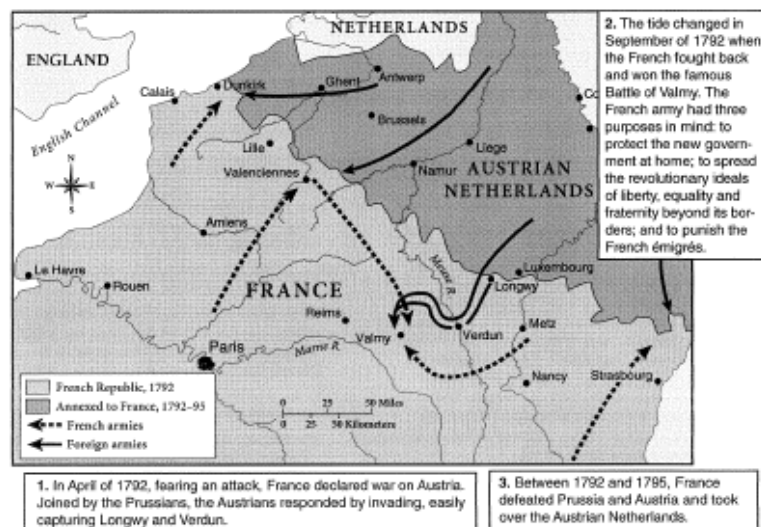 NETHERLANDS
ENGLAND
Calais
Dunkirk
Ghent
Antwerp
English Channel
Brussels
Lille
Liege
Valenciennes
Namur
AUSTRIAN
NETHERLANDS
N
W E
S
Amiens
Meuse R.
Luxembourg
Le Havre
Rouen
FRANCE
Longwy
Reims
Verdun
Metz
Valmy
Paris
Marne R.
Nancy
Strasbourg
French Republic, 1792
Annexed to France, 1792–95
French armies
Foreign armies
0 25 50 Miles
0 25 50 Kilometers
2. The tide changed in
September of 1792 when
the French fought back
and won the famous
Battle of Valmy. The
French army had three
purposes in mind: to
protect the new govern-
ment at home; to spread
the revolutionary ideals
of liberty, equality and
fraternity beyond its bor-
ders; and to punish the
French émigrés.
1. In April of 1792, fearing an attack, France declared war on Austria.
Joined by the Prussians, the Austrians responded by invading, easily
capturing Longwy and Verdun.
3. Between 1792 and 1795, France
defeated Prussia and Austria and took
over the Austrian Netherlands.